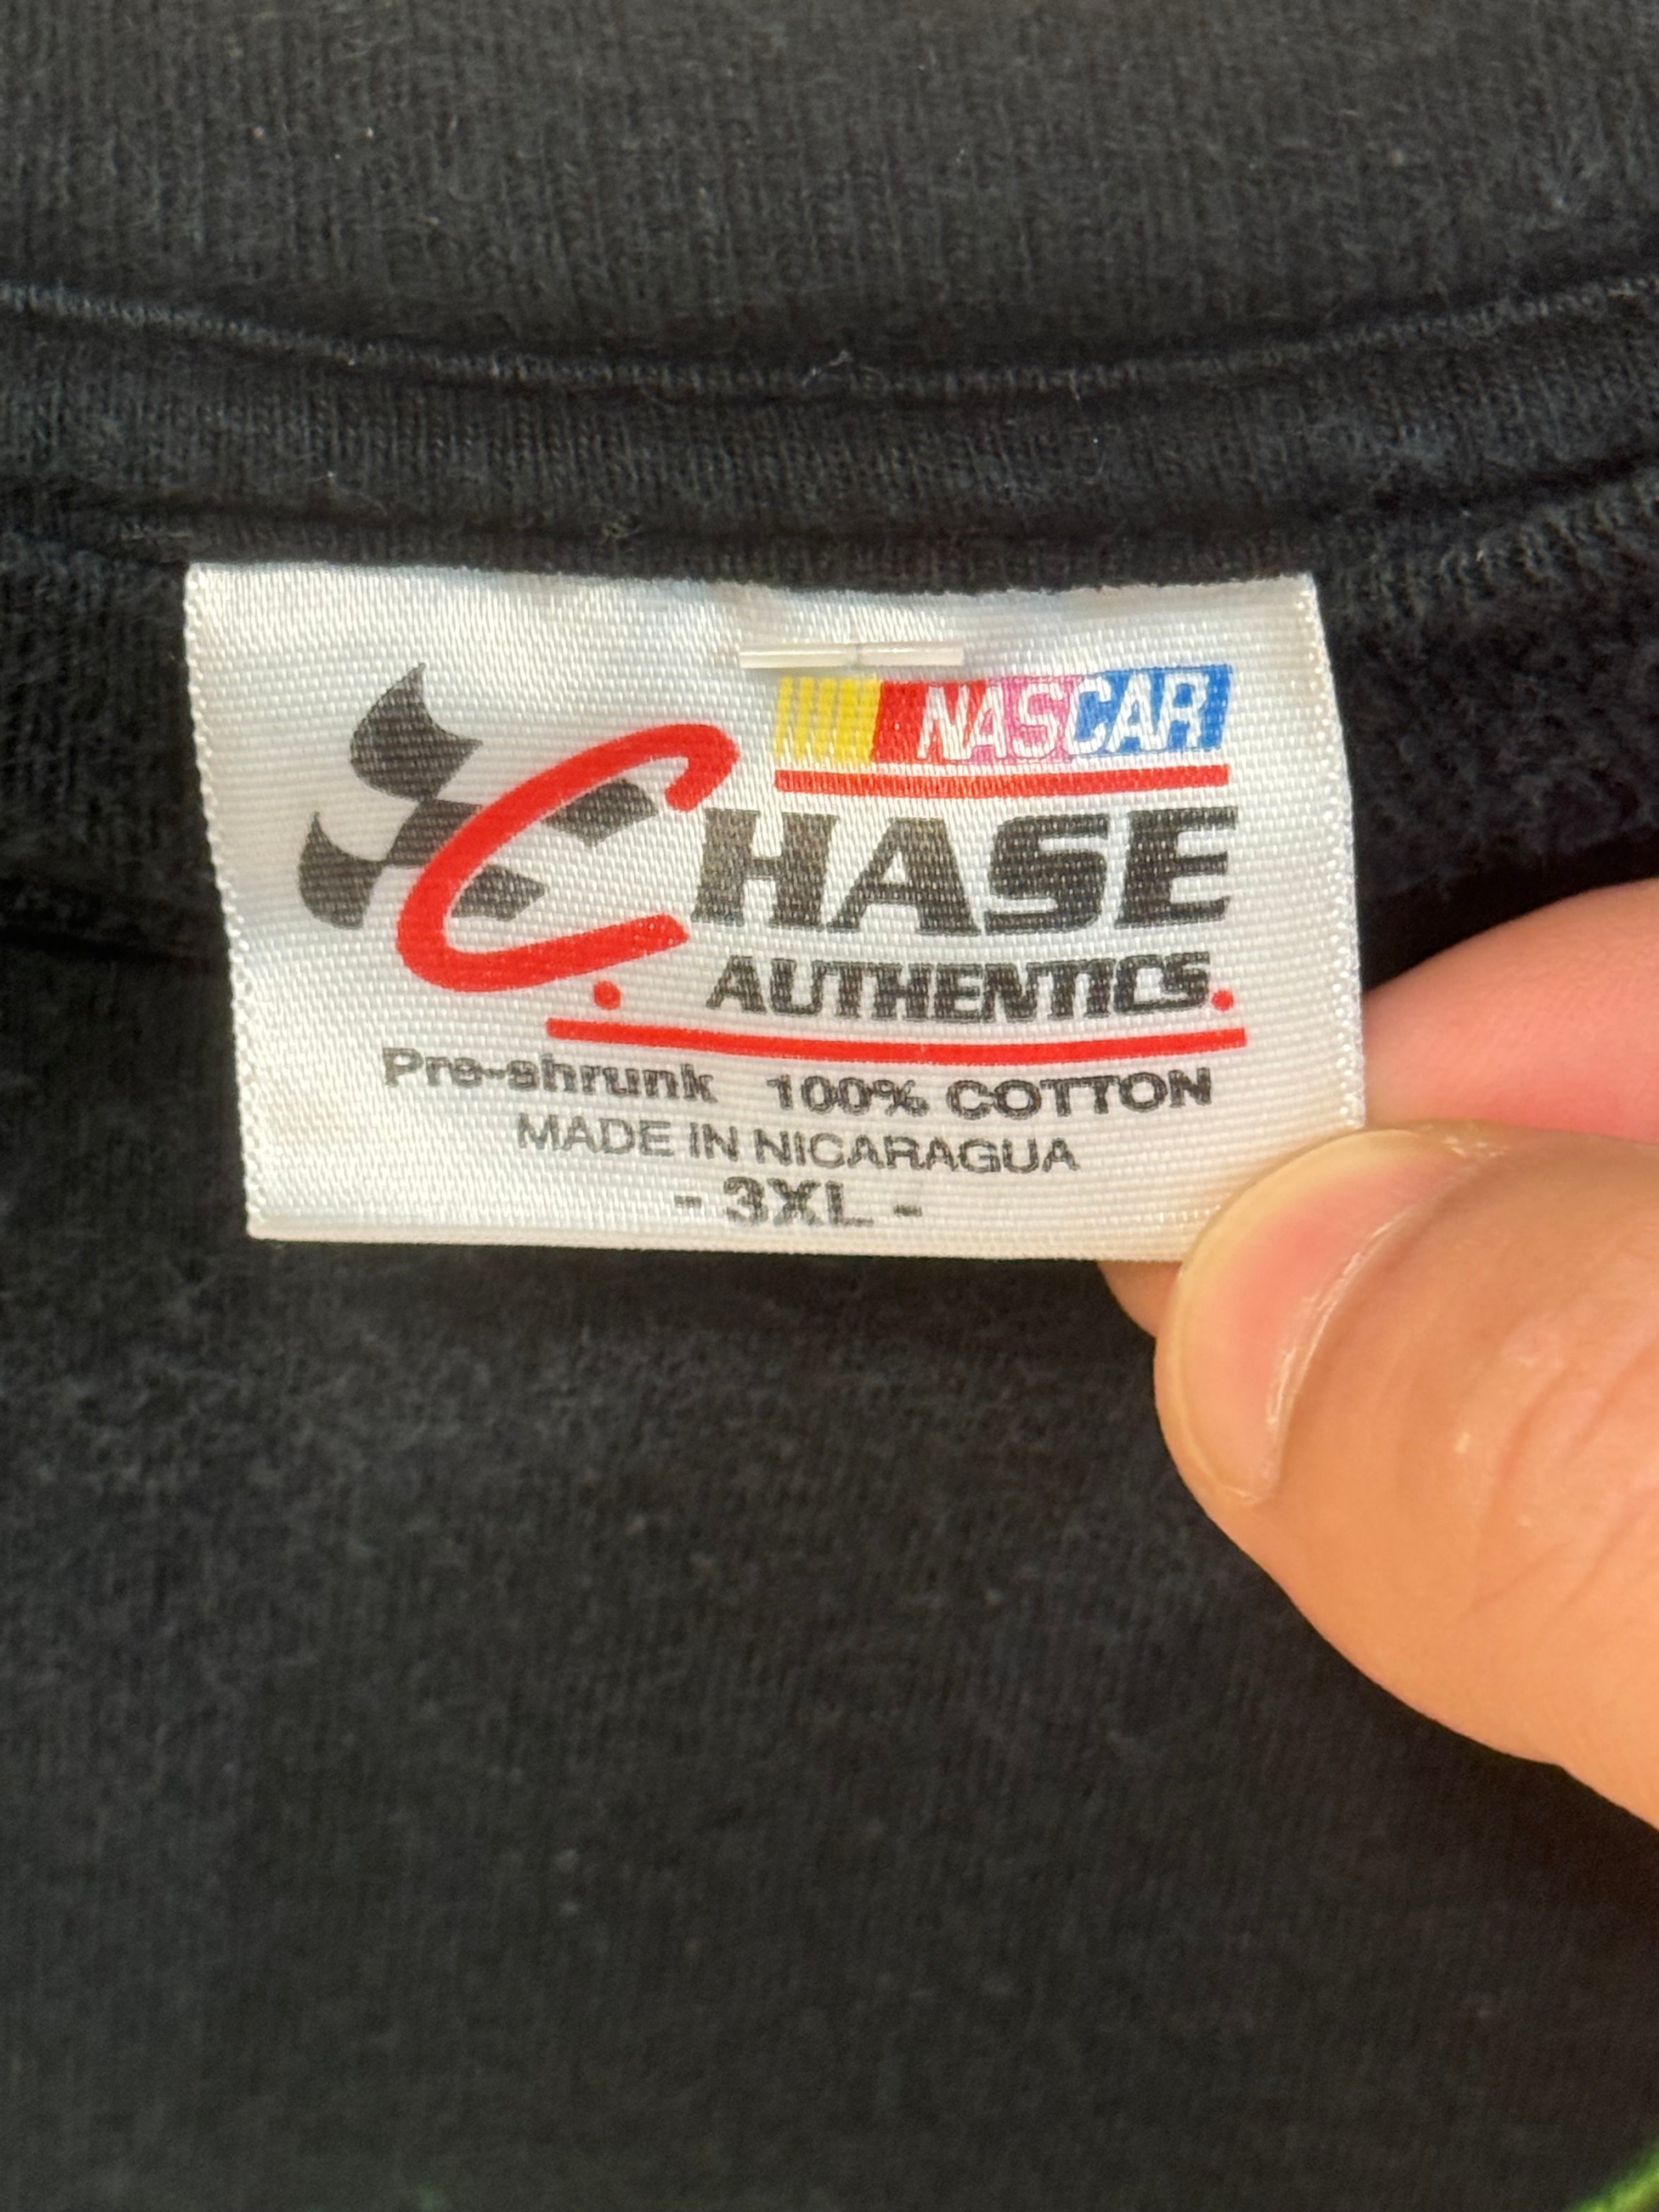 NASCAR
CHASE
AUTHENTICS.
Pre-shrunk 100% COTTON
MADE IN NICARAGUA
- 3XL -